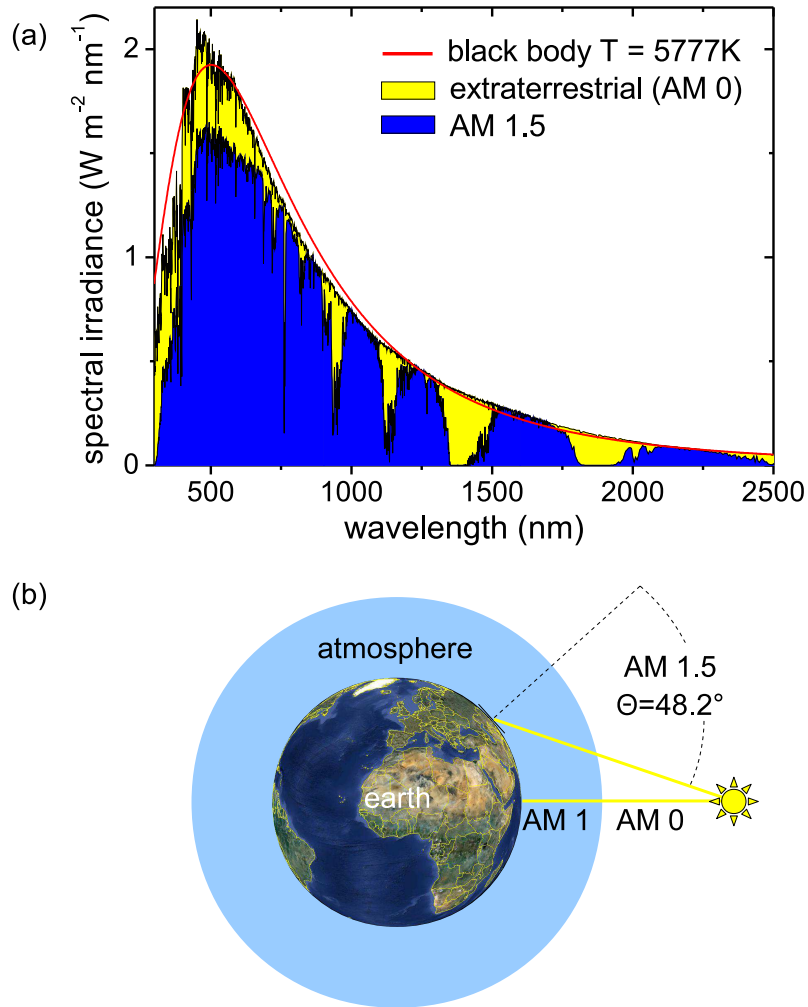 (a)
black body T = 5777K
extraterrestrial (AM 0)
AM 1.5
spectral irradiance (W m⁻² nm⁻¹)
2
1
0
500 1000 1500 2000 2500
wavelength (nm)
(b)
atmosphere
AM 1.5
Θ=48.2°
earth
AM 1 AM 0